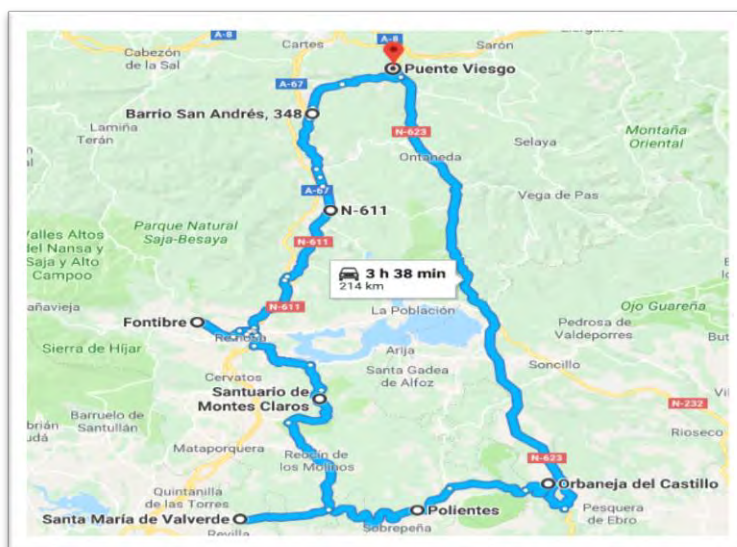 A-8
A-8
Cabezón
de la Sal
Cartes
Sarón
Puente Viesgo
A-67
Barrio San Andrés, 348
Lamiña
Terán
N-623
Selaya
Montaña
Oriental
Ontaneda
A-67
Vega de Pas
N-611
Parque Natural
Saja-Besaya
Valles Altos
del Nansa y
Saja y Alto
Campoo
N-611
3 h 38 min
214 km
Ojo Guareña
N-611
La Población
Fontibre
Pedrosa de
Valdeporres
Reinosa
Arija
Sierra de Híjar
Soncillo
Santa Gadea
de Alfoz
Cervatos
Santuario de
Montes Claros
N-232
Barruelo de
Santullán
Rioseco
Mataporquera
N-623
Reocín de
los Molinos
Orbaneja del Castillo
Quintanilla
de las Torres
Pesquera
de Ebro
Polientes
Santa María de Valverde
Sobrepeña
Revilla